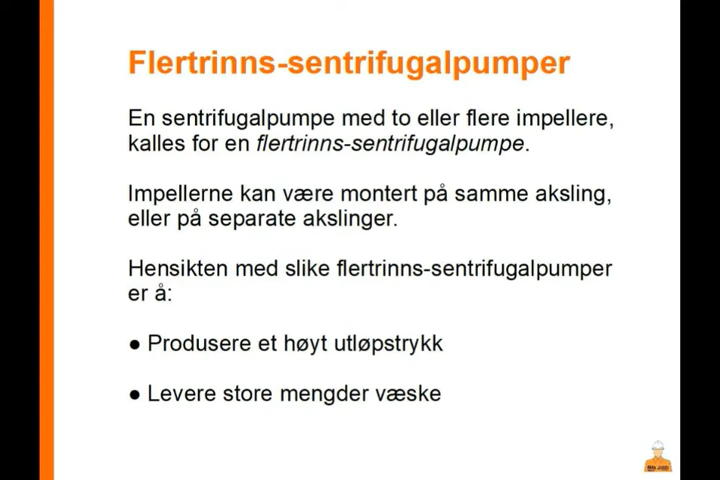 Flertrinns-sentrifugalpumper
En sentrifugalpumpe med to eller flere impellere,
kalles for en flertrinns-sentrifugalpumpe.
Impellerne kan være montert på samme aksling,
eller på separate akslinger.
Hensikten med slike flertrinns-sentrifugalpumper
er å:
● Produsere et høyt utløpstrykk
● Levere store mengder væske